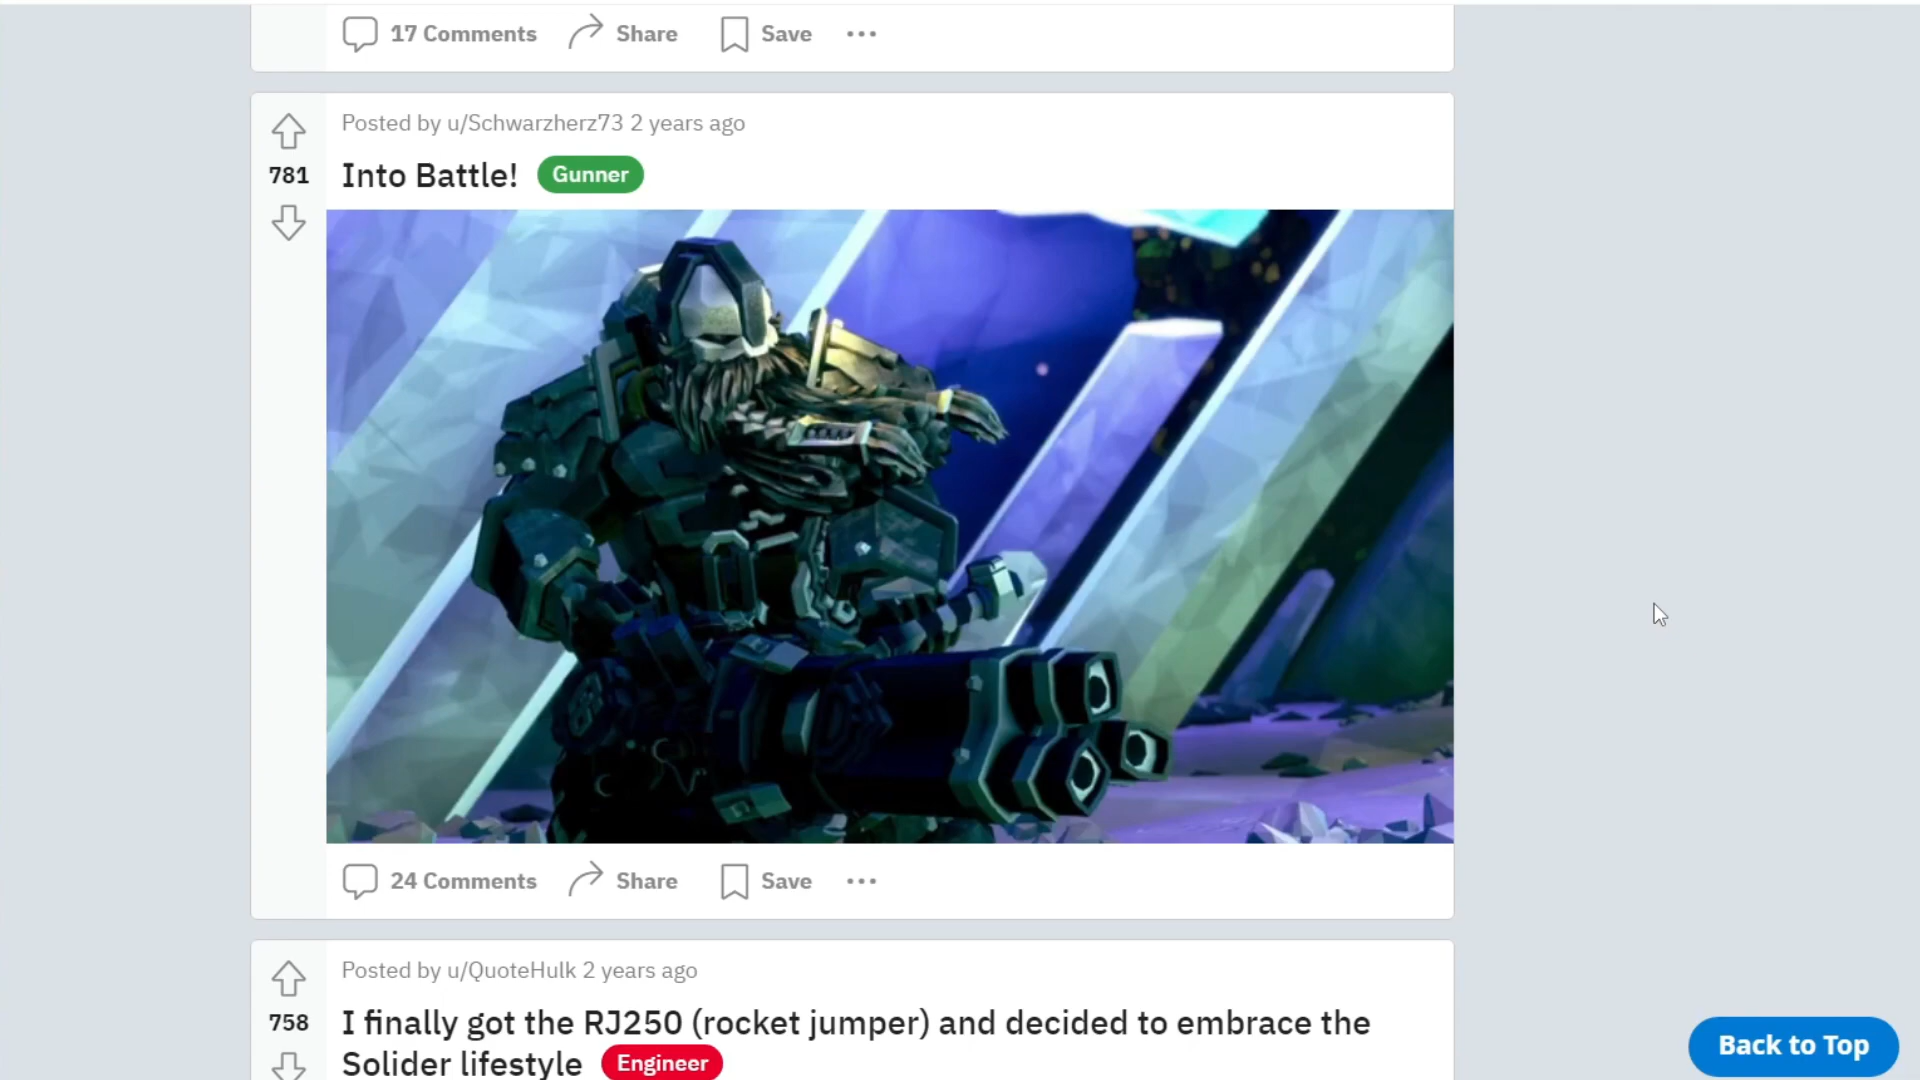 17 Comments Share Save
Posted by u/Schwarzherz73 2 years ago
781
Into Battle! Gunner
24 Comments Share Save
Posted by u/QuoteHulk 2 years ago
758
I finally got the RJ250 (rocket jumper) and decided to embrace the
Solider lifestyle Engineer
Back to Top